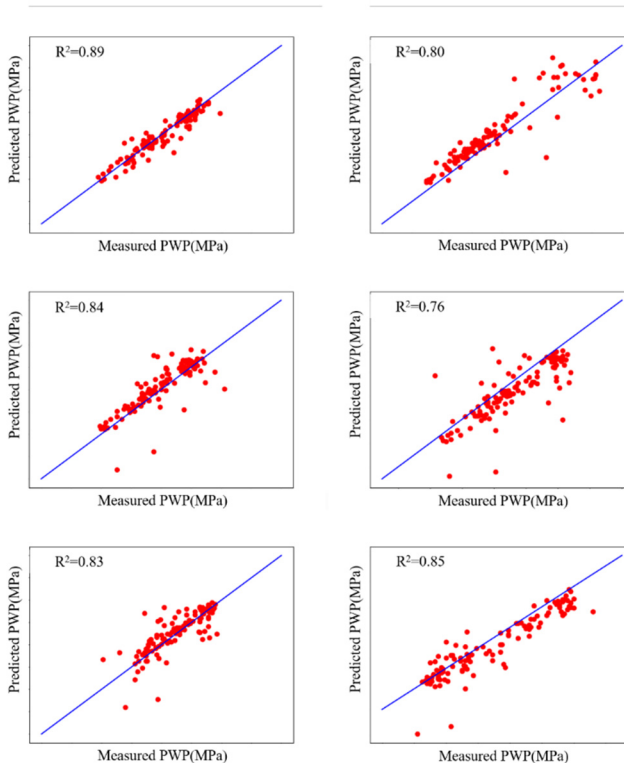 R²=0.89
Predicted PWP(MPa)
Measured PWP(MPa)
R²=0.80
Predicted PWP(MPa)
Measured PWP(MPa)
R²=0.84
Predicted PWP(MPa)
Measured PWP(MPa)
R²=0.76
Predicted PWP(MPa)
Measured PWP(MPa)
R²=0.83
Predicted PWP(MPa)
Measured PWP(MPa)
R²=0.85
Predicted PWP(MPa)
Measured PWP(MPa)